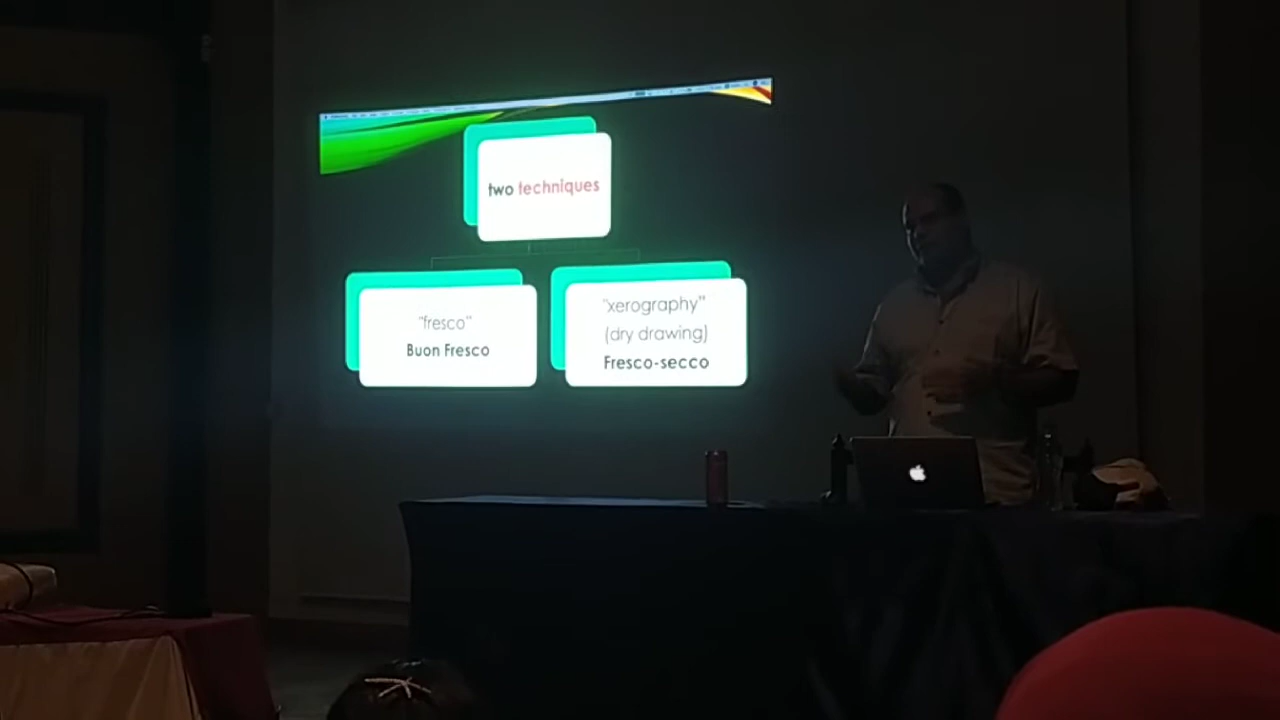 two techniques
"fresco"
Buon Fresco
"xerography"
(dry drawing)
Fresco-secco